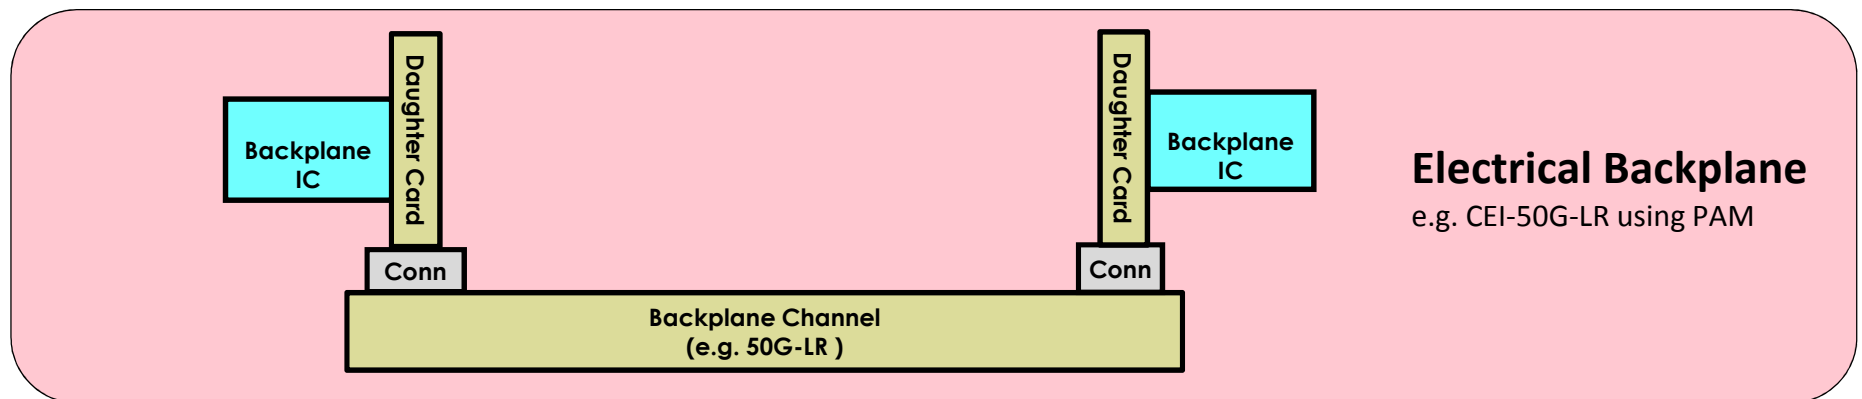 Daughter Card
Backplane
IC
Conn
Daughter Card
Backplane
IC
Conn
Backplane Channel
(e.g. 50G-LR )
Electrical Backplane
e.g. CEI-50G-LR using PAM